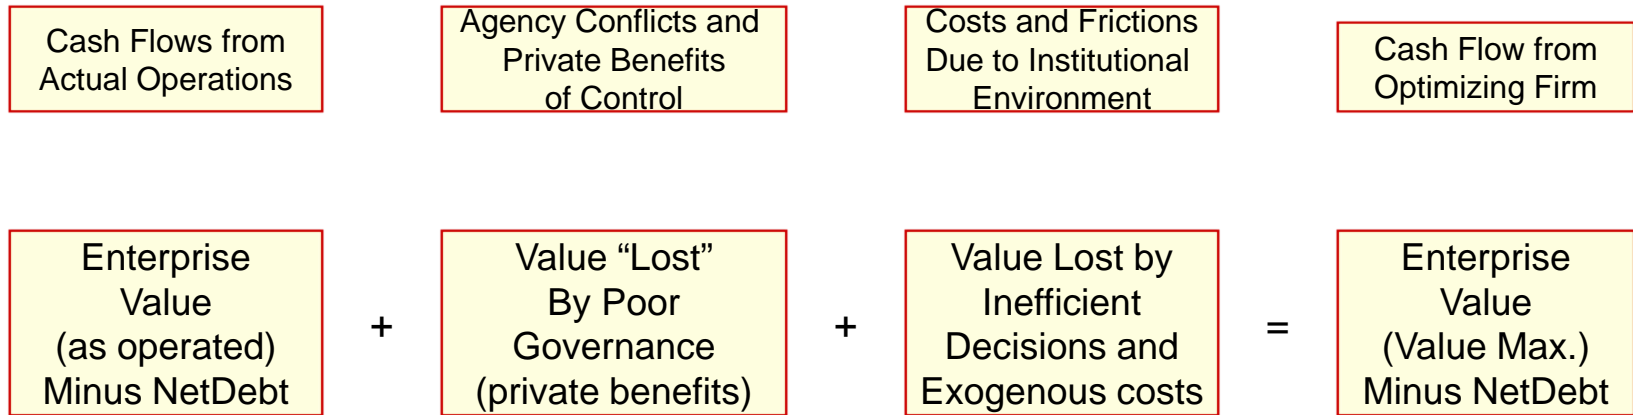 Cash Flows from
Actual Operations
Agency Conflicts and
Private Benefits
of Control
Costs and Frictions
Due to Institutional
Environment
Cash Flow from
Optimizing Firm
Enterprise
Value
(as operated)
Minus NetDebt
+
Value “Lost”
By Poor
Governance
(private benefits)
+
Value Lost by
Inefficient
Decisions and
Exogenous costs
=
Enterprise
Value
(Value Max.)
Minus NetDebt